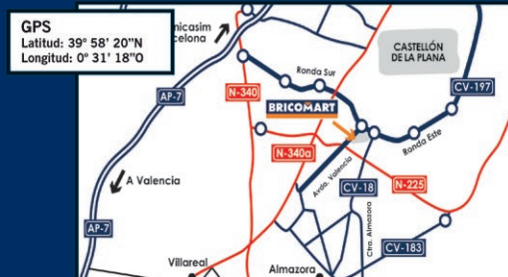 GPS
Latitud: 39° 58' 20"N
Longitud: 0° 31' 18"O
micasim
celona
AP-7
N-340
Ronda Sur
CASTELLÓN
DE LA PLANA
CV-197
BRICOMART
N-340a
Avda. Valencia
Ronda Este
A Valencia
CV-18
N-225
Ctra. Almazora
AP-7
CV-183
Villareal
Almazora